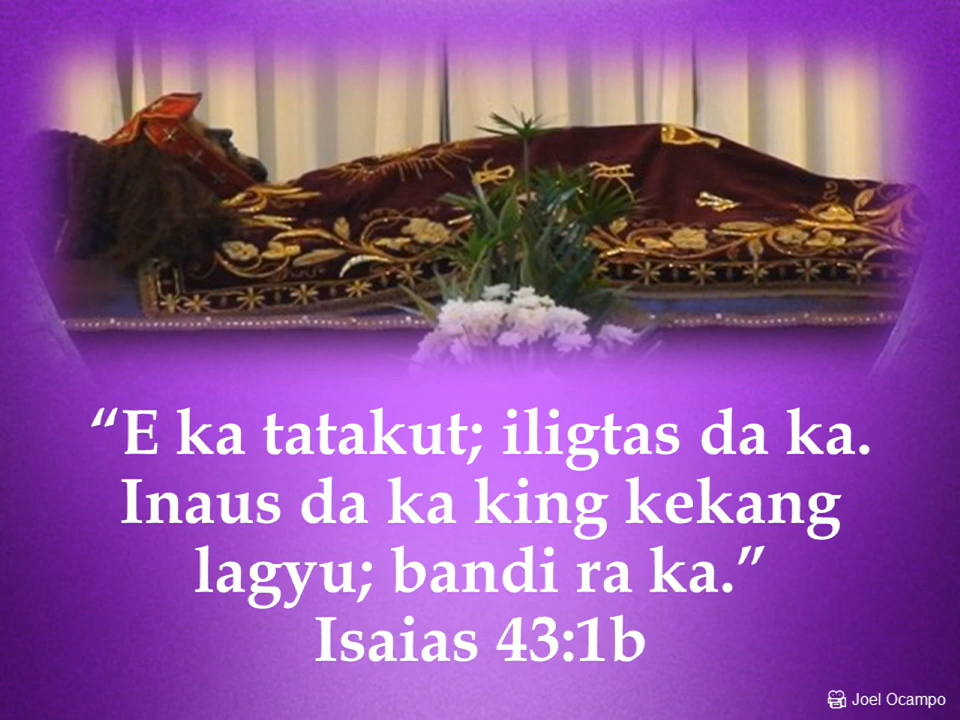 “E ka tatakut; iligtas da ka.
Inaus da ka king kekang
lagyu; bandi ra ka.”
Isaias 43:1b
Joel Ocampo